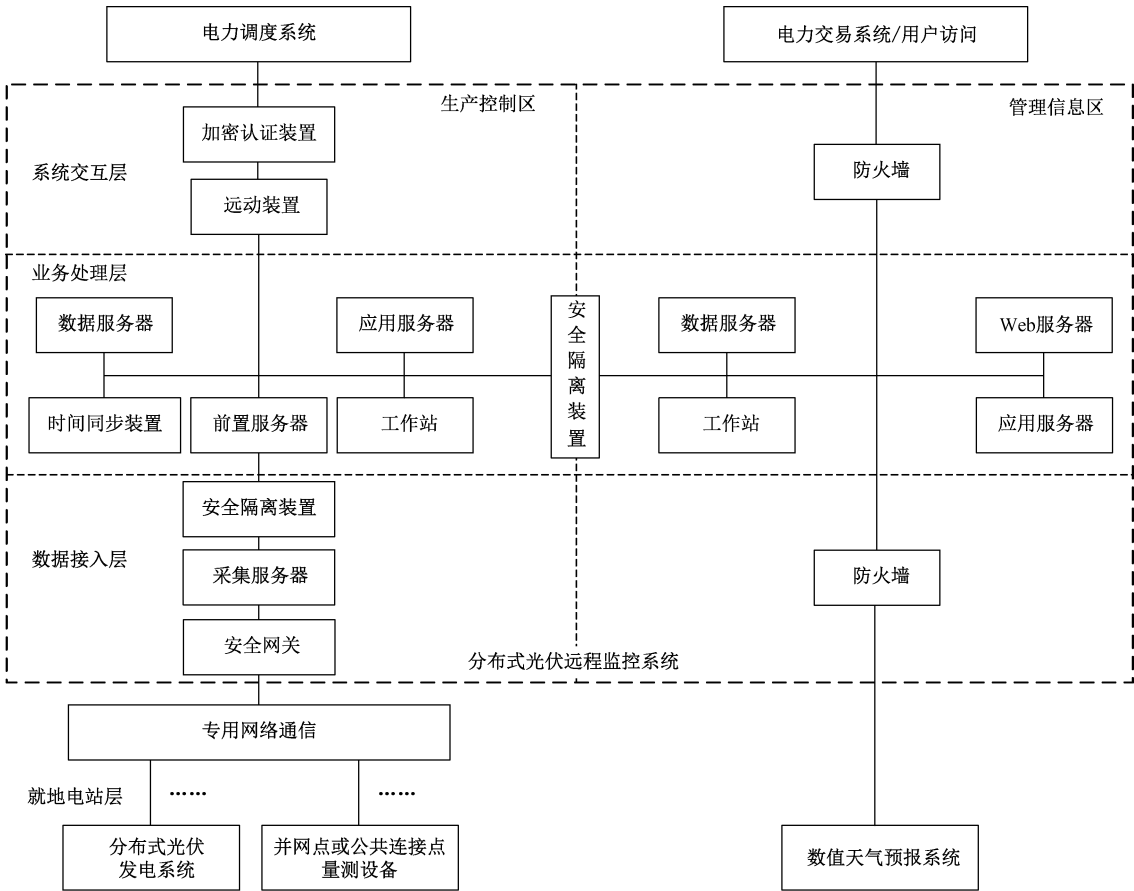 电力调度系统
电力交易系统/用户访问
生产控制区
管理信息区
加密认证装置
系统交互层
防火墙
远动装置
业务处理层
数据服务器
应用服务器
安全隔离装置
数据服务器
Web服务器
时间同步装置
前置服务器
工作站
工作站
应用服务器
安全隔离装置
数据接入层
采集服务器
防火墙
安全网关
分布式光伏远程监控系统
专用网络通信
就地电站层
……
……
分布式光伏
发电系统
并网点或公共连接点
量测设备
数值天气预报系统